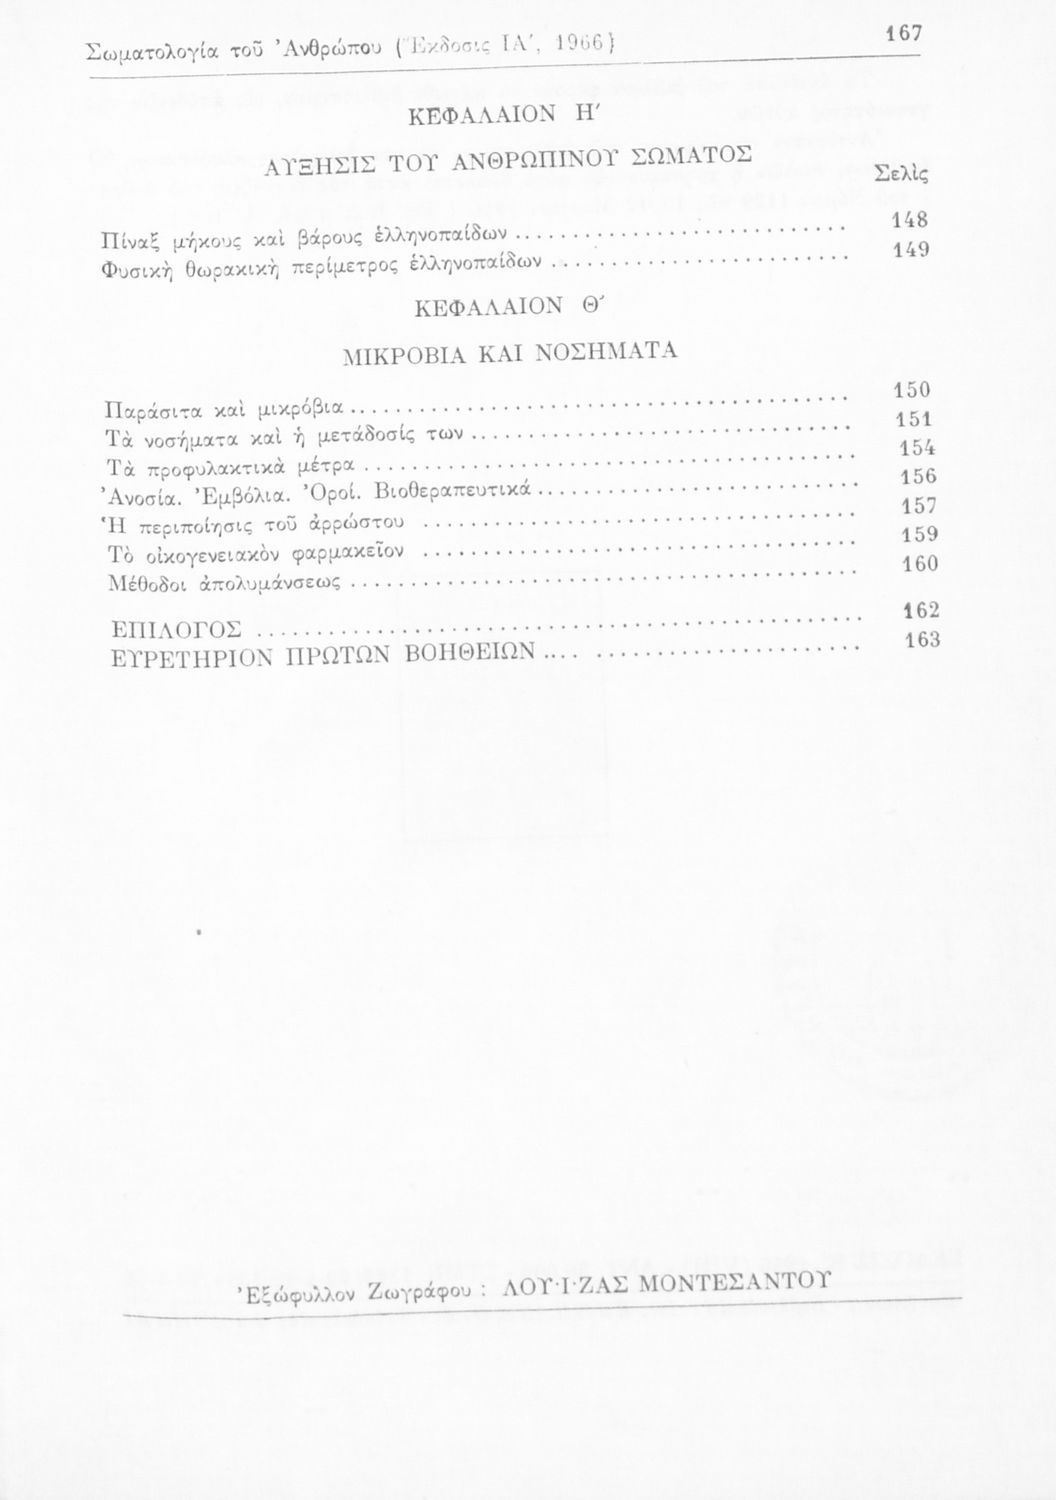 Σωματολογία τοῦ Ἀνθρώπου (Ἔκδοσις ΙΑ΄, 1966) 167
ΚΕΦΑΛΑΙΟΝ Η΄
ΑΥΞΗΣΙΣ ΤΟΥ ΑΝΘΡΩΠΙΝΟΥ ΣΩΜΑΤΟΣ
Σελὶς
Πίναξ μήκους καὶ βάρους ἑλληνοπαίδων ........................... 148
Φυσικὴ θωρακικὴ περίμετρος ἑλληνοπαίδων ........................ 149
ΚΕΦΑΛΑΙΟΝ Θ΄
ΜΙΚΡΟΒΙΑ ΚΑΙ ΝΟΣΗΜΑΤΑ
Παράσιτα καὶ μικρόβια ........................................ 150
Τὰ νοσήματα καὶ ἡ μετάδοσίς των ............................... 151
Τὰ προφυλακτικὰ μέτρα ........................................ 154
Ἀνοσία. Ἐμβόλια. Ὀροί. Βιοθεραπευτικά .......................... 156
Ἡ περιποίησις τοῦ ἀρρώστου ................................... 157
Τὸ οἰκογενειακὸν φαρμακεῖον ................................... 159
Μέθοδοι ἀπολυμάνσεως ........................................ 160
ΕΠΙΛΟΓΟΣ ................................................ 162
ΕΥΡΕΤΗΡΙΟΝ ΠΡΩΤΩΝ ΒΟΗΘΕΙΩΝ .... ...................... 163
Ἐξώφυλλον Ζωγράφου : ΛΟΥ·Ι·ΖΑΣ ΜΟΝΤΕΣΑΝΤΟΥ